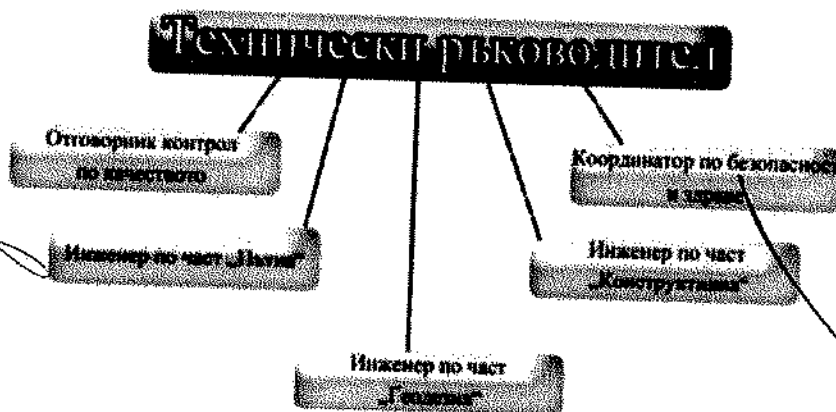 Технически ръководител
Отговорник контрол
по качеството
Координатор по безопасност
и здраве
Инженер по част „Пътна“
Инженер по част
„Конструктивна“
Инженер по част
„Геодезия“